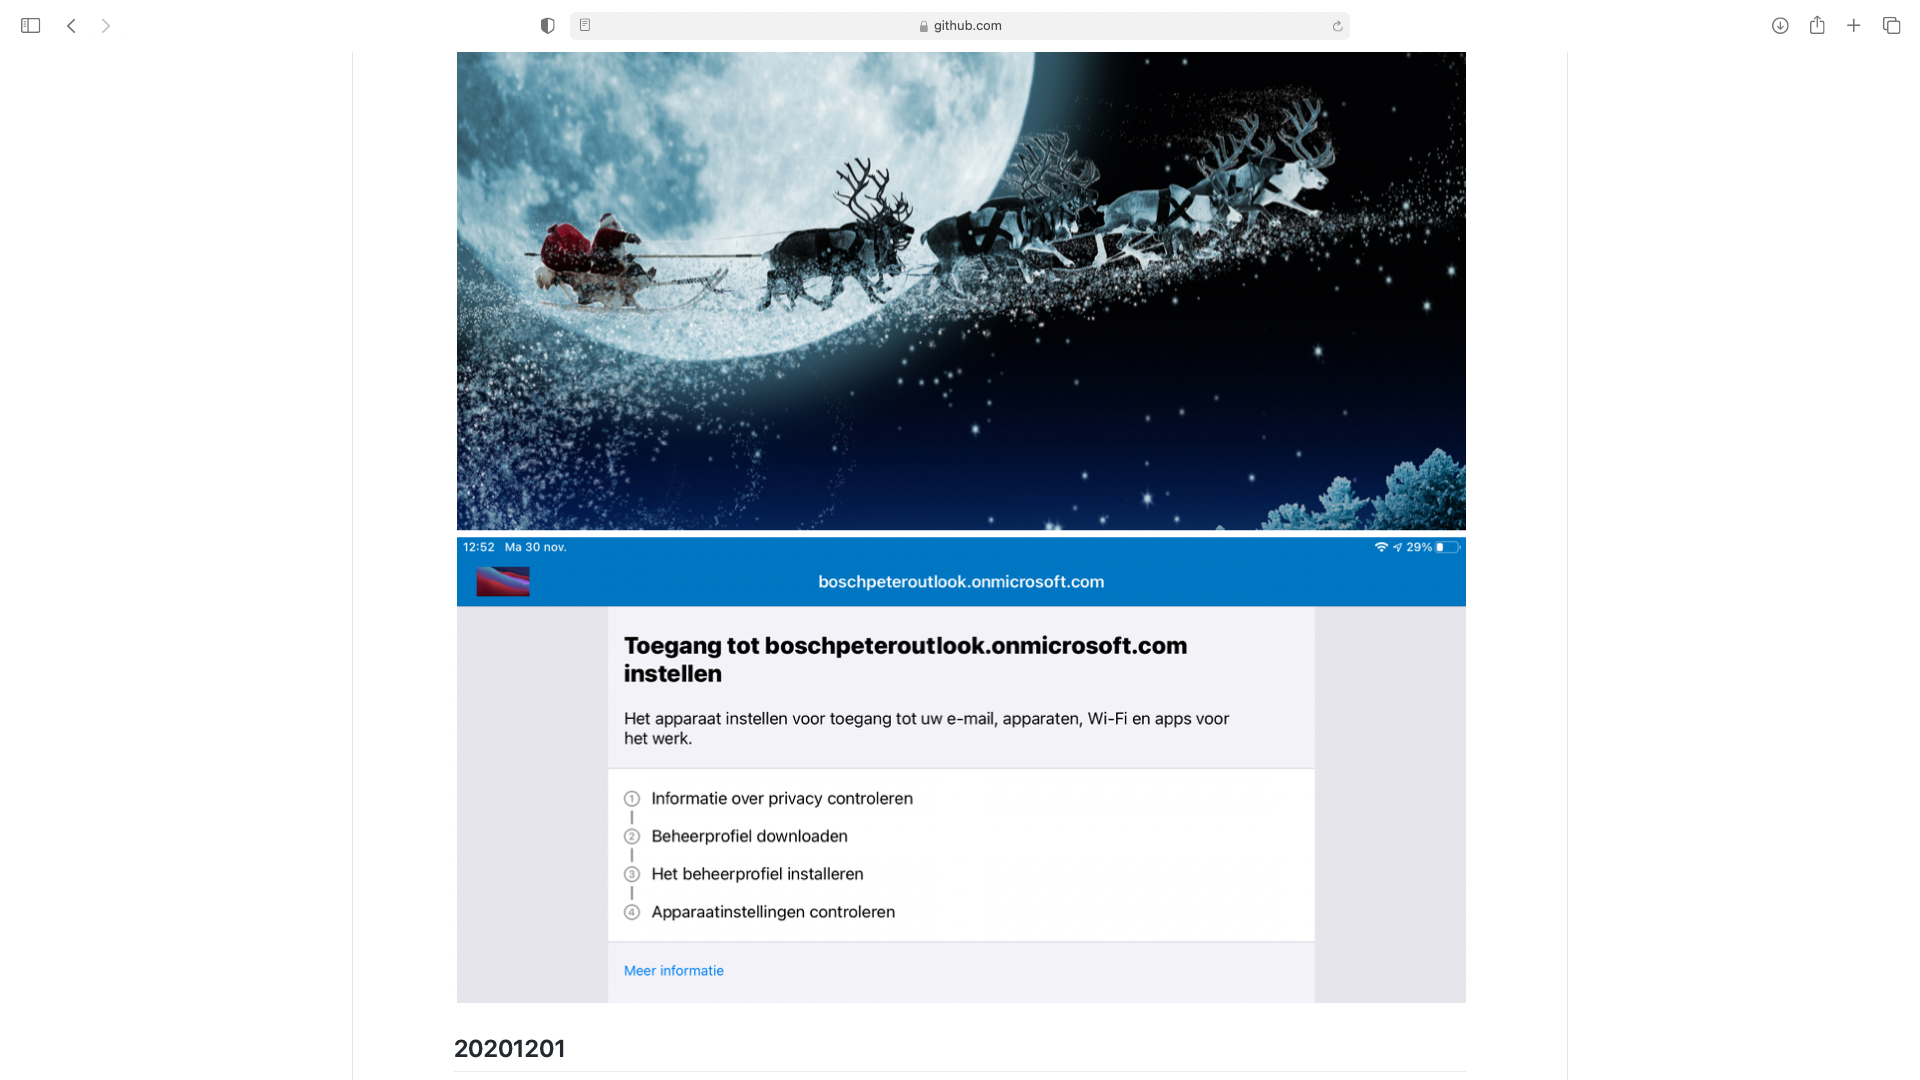 github.com
12:52 Ma 30 nov.
29%
boschpeteroutlook.onmicrosoft.com
Toegang tot boschpeteroutlook.onmicrosoft.com
instellen
Het apparaat instellen voor toegang tot uw e-mail, apparaten, Wi-Fi en apps voor
het werk.
1 Informatie over privacy controleren
2 Beheerprofiel downloaden
3 Het beheerprofiel installeren
4 Apparaatinstellingen controleren
Meer informatie
20201201